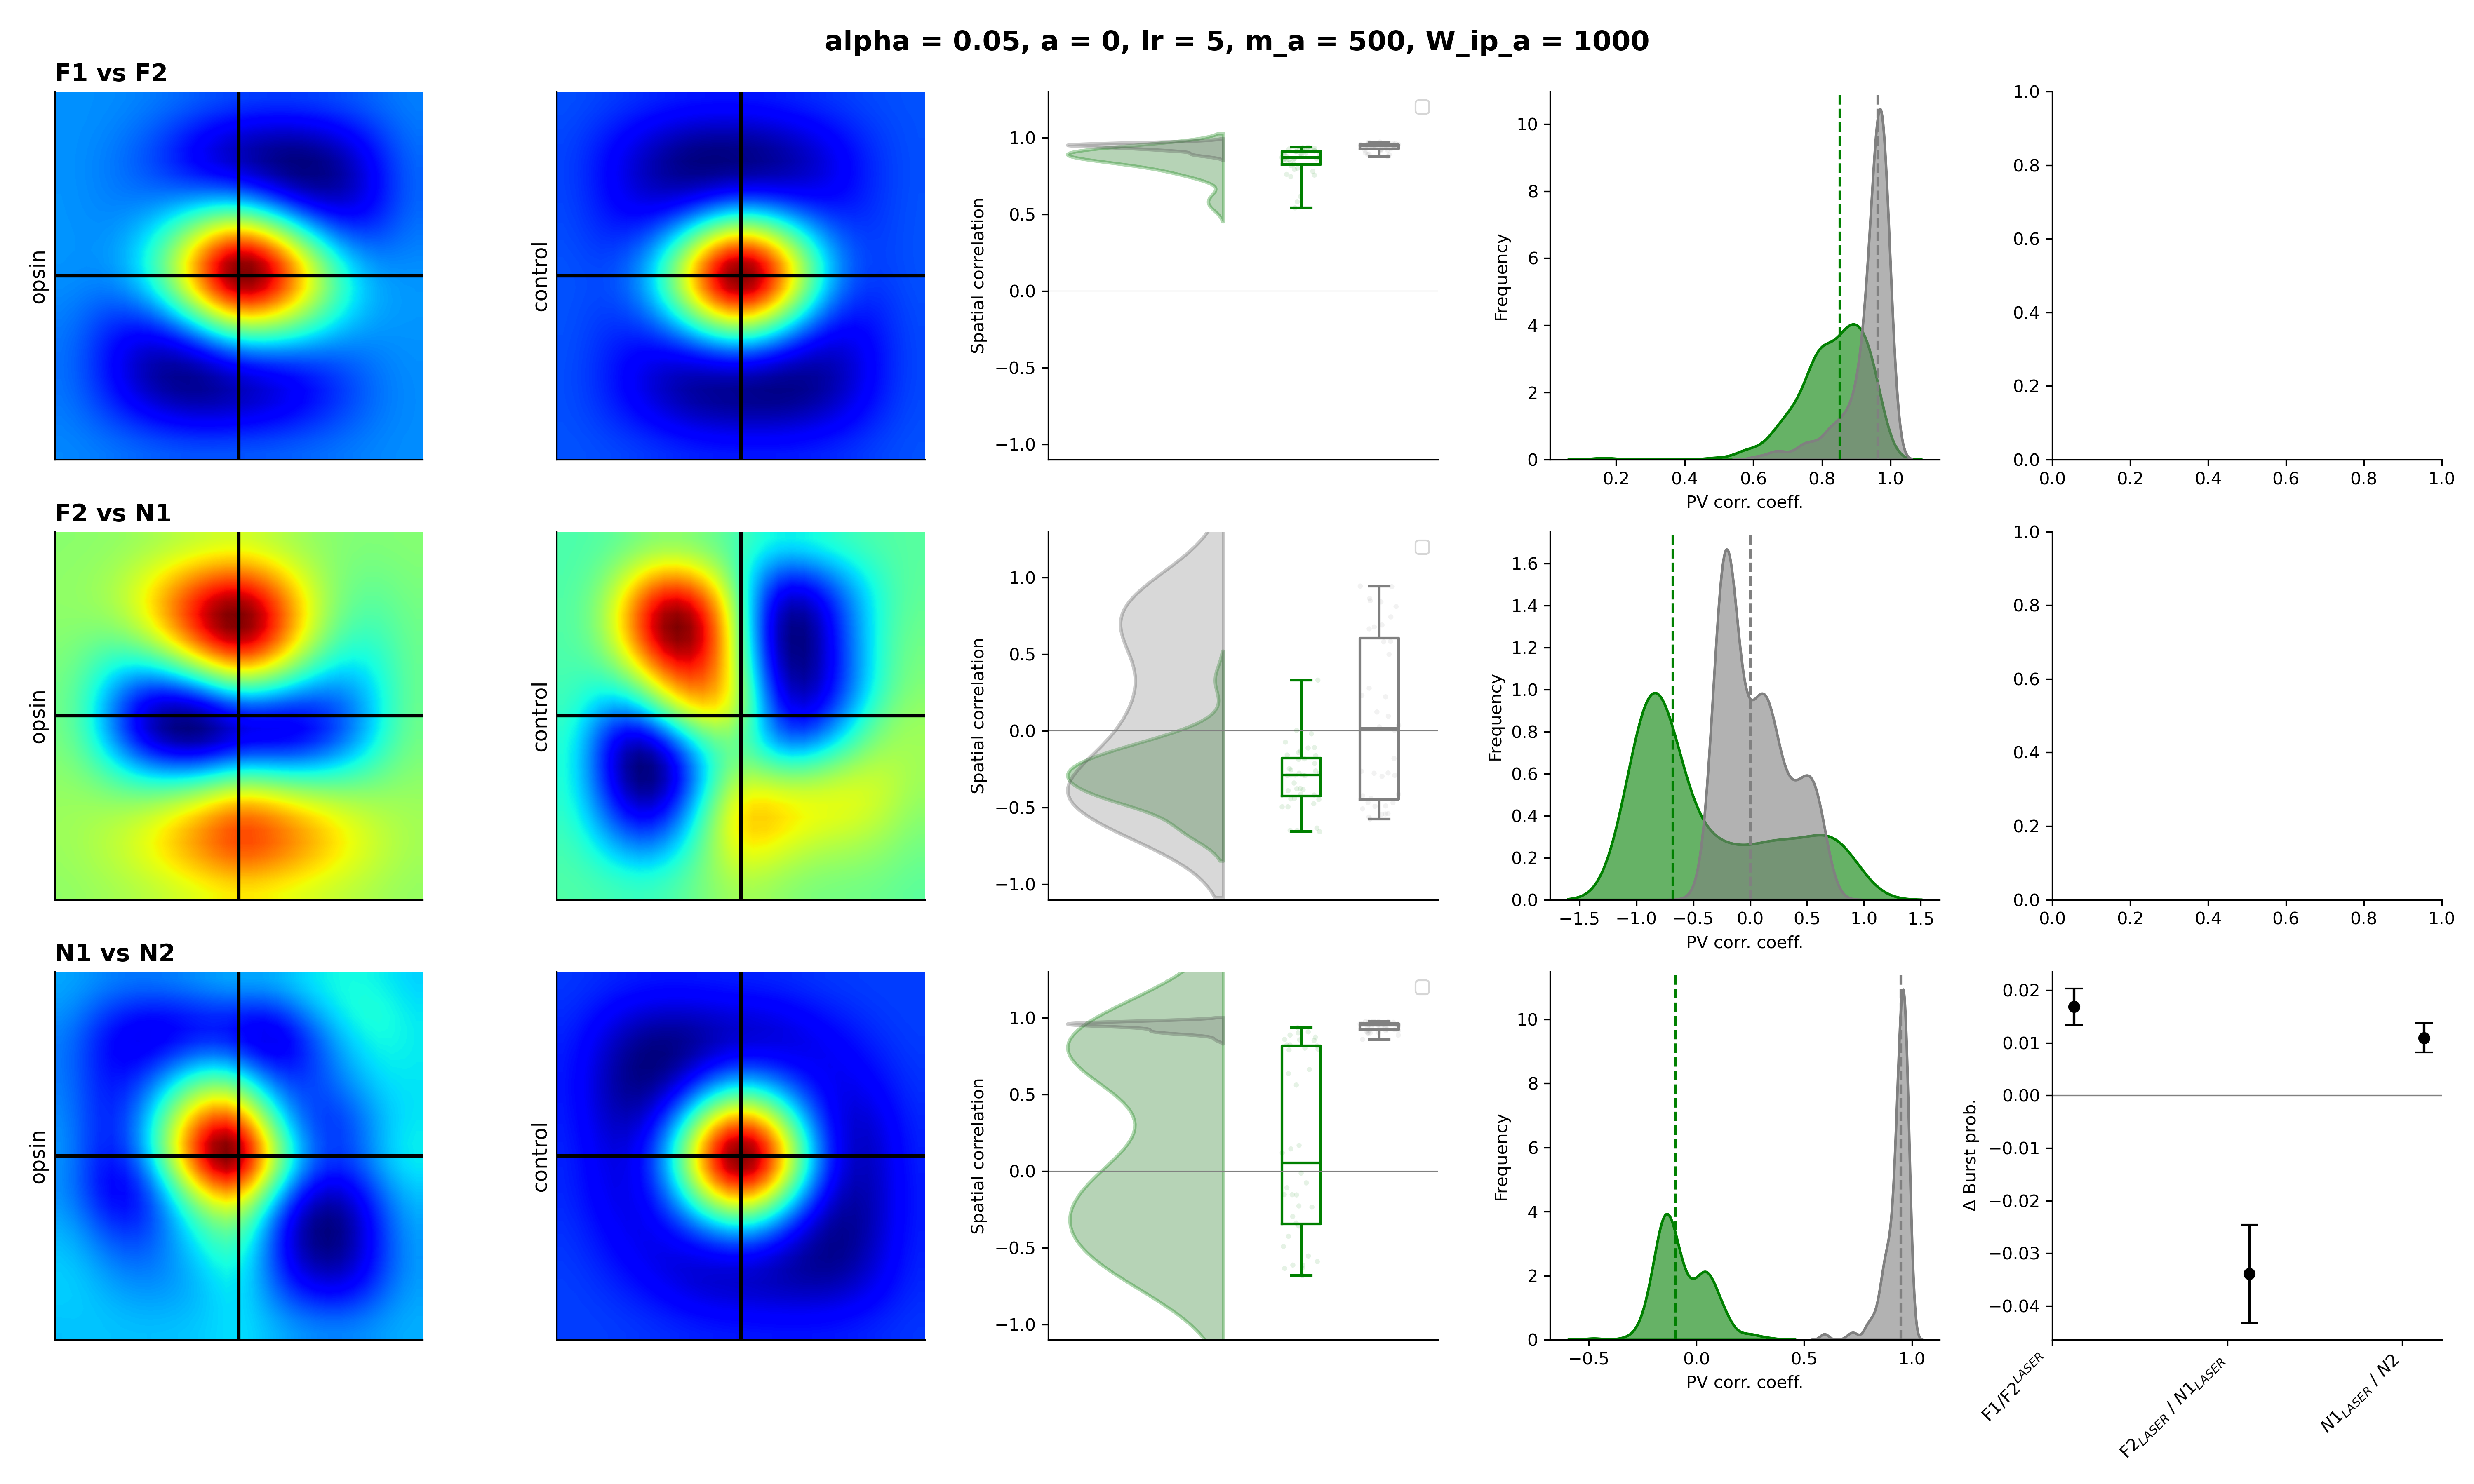 alpha = 0.05, a = 0, lr = 5, m_a = 500, W_ip_a = 1000
F1 vs F2
opsin
control
Spatial correlation
1.0
0.5
0.0
−0.5
−1.0
Frequency
10
8
6
4
2
0
0.2 0.4 0.6 0.8 1.0
PV corr. coeff.
1.0
0.8
0.6
0.4
0.2
0.0
0.0 0.2 0.4 0.6 0.8 1.0
F2 vs N1
opsin
control
Spatial correlation
1.0
0.5
0.0
−0.5
−1.0
Frequency
1.6
1.4
1.2
1.0
0.8
0.6
0.4
0.2
0.0
−1.5 −1.0 −0.5 0.0 0.5 1.0 1.5
PV corr. coeff.
1.0
0.8
0.6
0.4
0.2
0.0
0.0 0.2 0.4 0.6 0.8 1.0
N1 vs N2
opsin
control
Spatial correlation
1.0
0.5
0.0
−0.5
−1.0
Frequency
10
8
6
4
2
0
−0.5 0.0 0.5 1.0
PV corr. coeff.
Δ Burst prob.
0.02
0.01
0.00
−0.01
−0.02
−0.03
−0.04
F1/F2^LASER
F2_LASER / N1_LASER
N1_LASER / N2